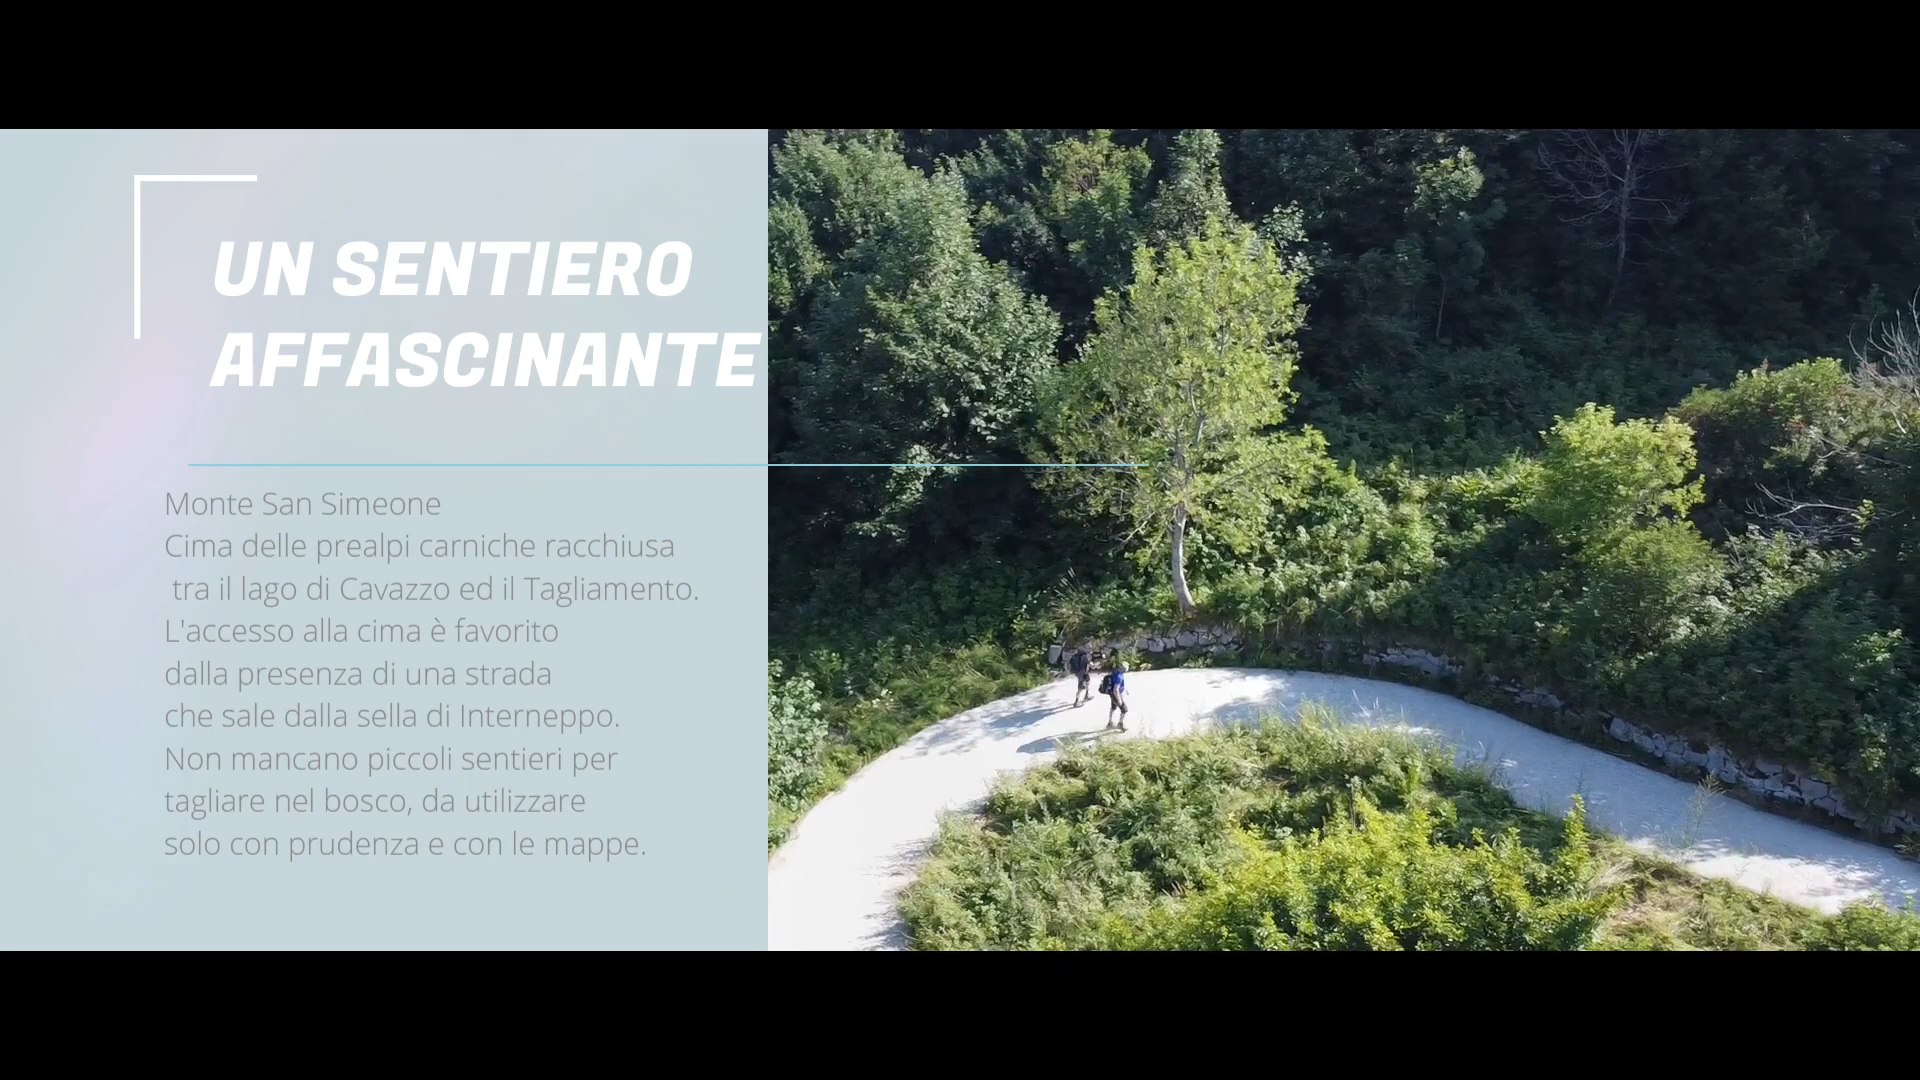 UN SENTIERO
AFFASCINANTE
Monte San Simeone
Cima delle prealpi carniche racchiusa
tra il lago di Cavazzo ed il Tagliamento.
L'accesso alla cima è favorito
dalla presenza di una strada
che sale dalla sella di Interneppo.
Non mancano piccoli sentieri per
tagliare nel bosco, da utilizzare
solo con prudenza e con le mappe.